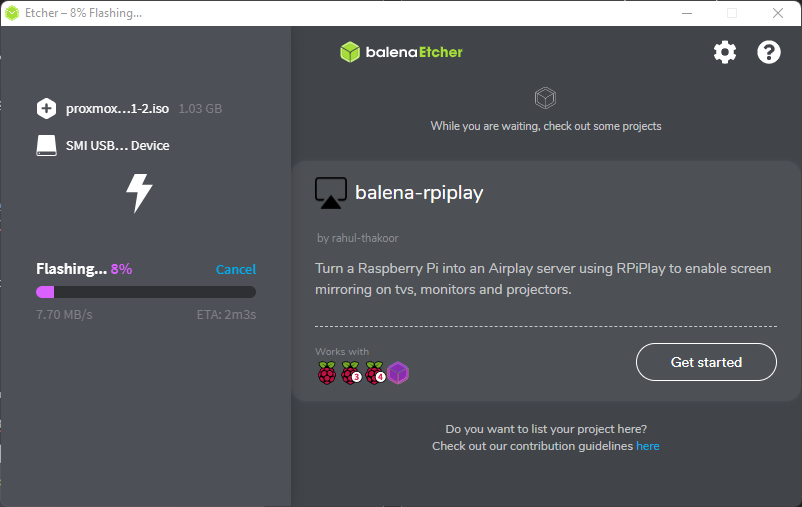 Etcher – 8% Flashing...
balenaEtcher
proxmox...1-2.iso 1.03 GB
SMI USB... Device
Flashing... 8% Cancel
7.70 MB/s ETA: 2m3s
While you are waiting, check out some projects
balena-rpiplay
by rahul-thakoor
Turn a Raspberry Pi into an Airplay server using RPiPlay to enable screen
mirroring on tvs, monitors and projectors.
Works with
3 4
Get started
Do you want to list your project here?
Check out our contribution guidelines here